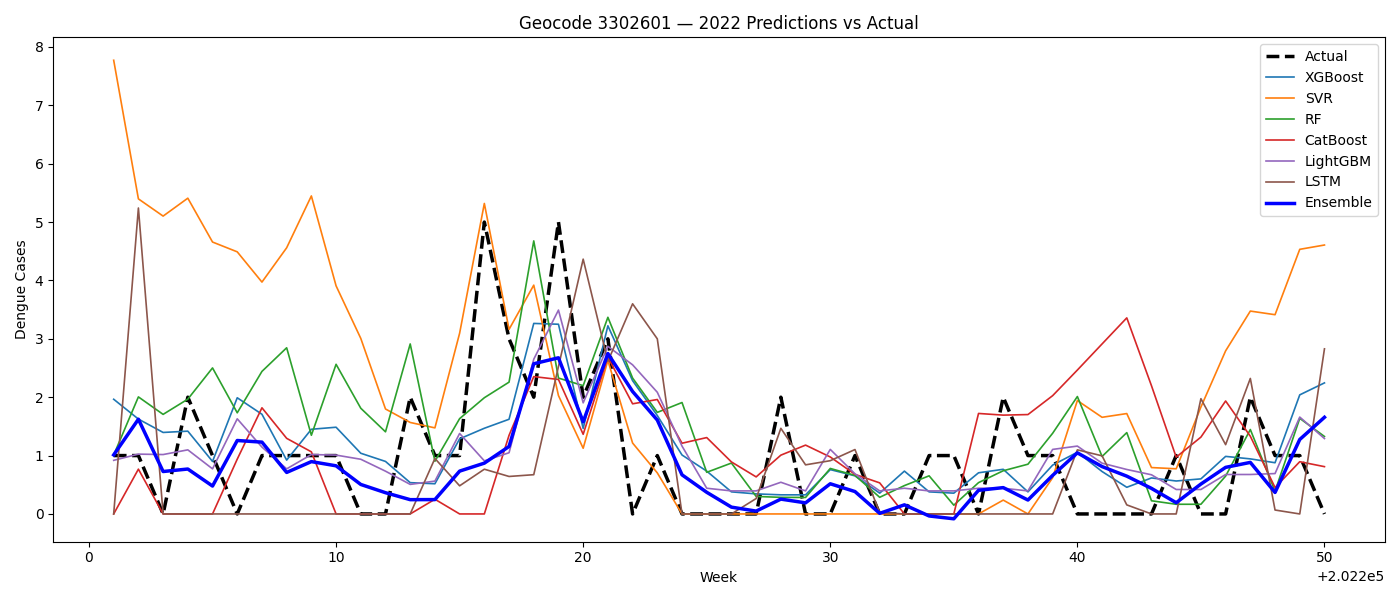 Geocode 3302601 — 2022 Predictions vs Actual
8
7
6
5
4
3
2
1
0
Dengue Cases
Actual
XGBoost
SVR
RF
CatBoost
LightGBM
LSTM
Ensemble
0 10 20 30 40 50
Week
+2.022e5